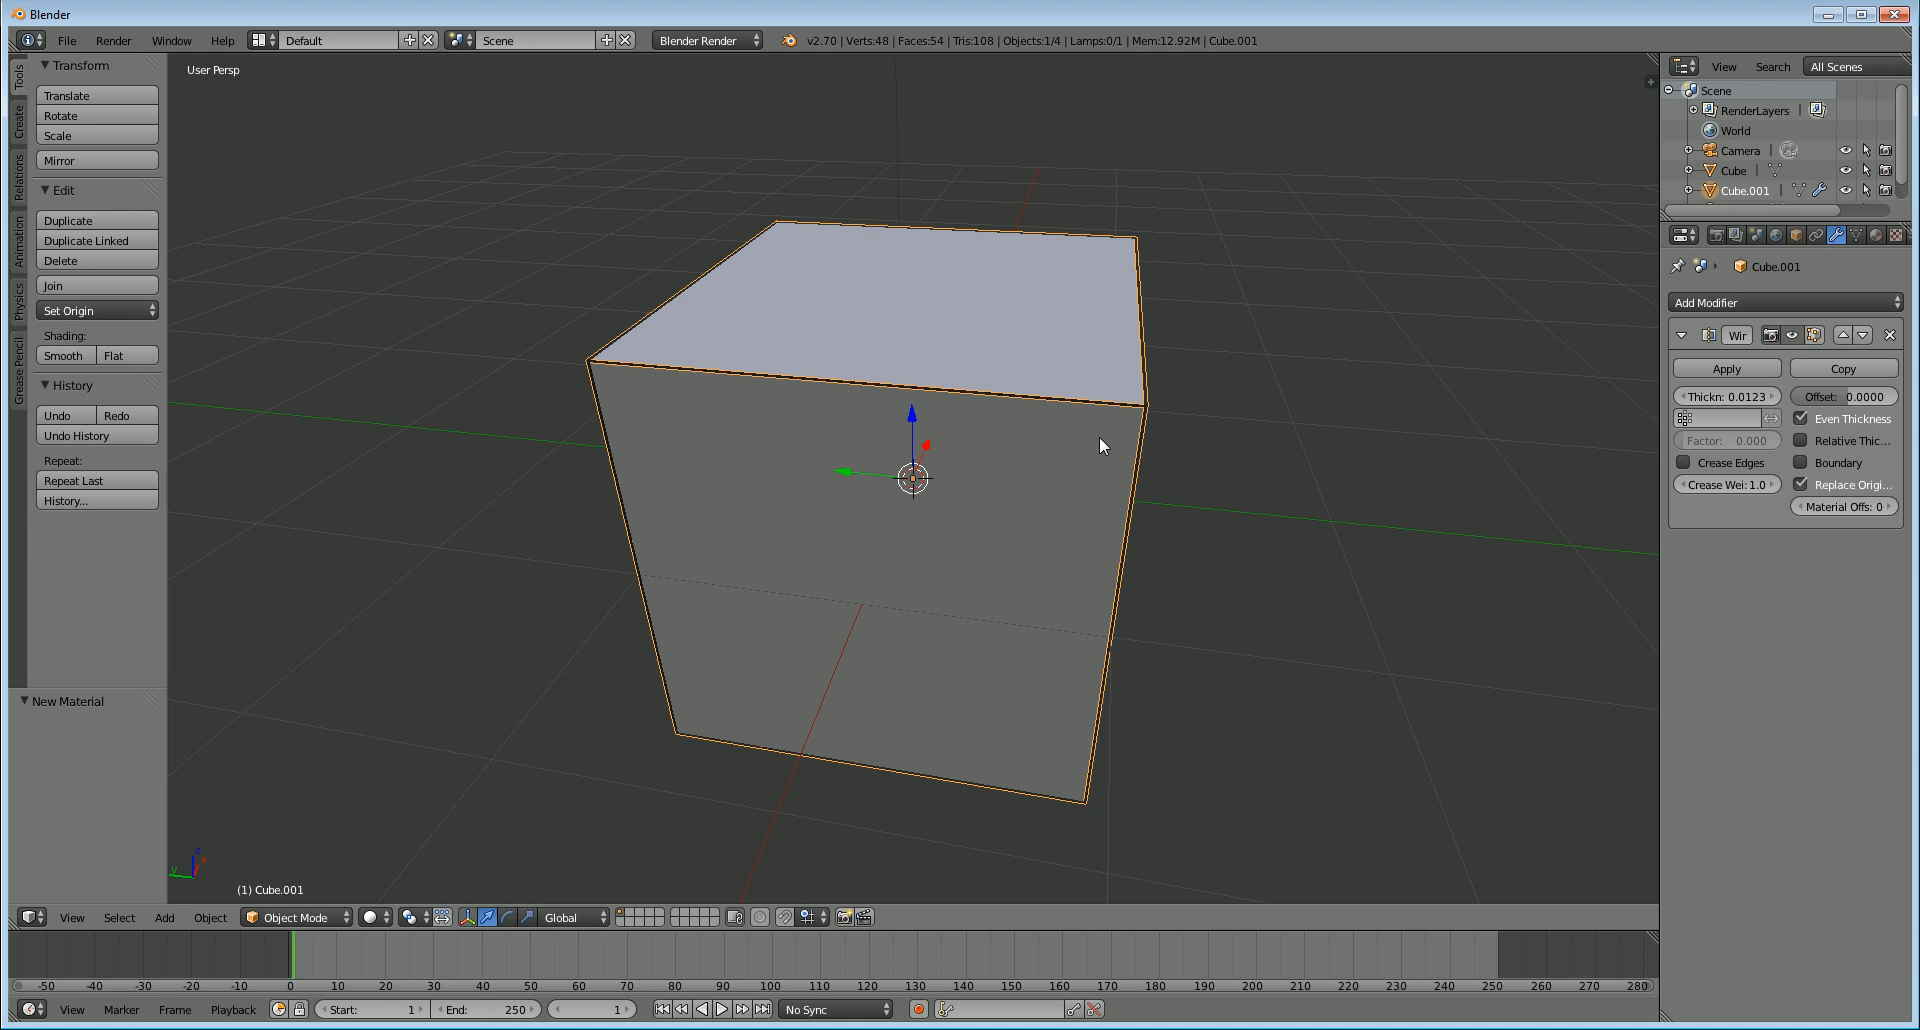 Blender
File Render Window Help Default Scene Blender Render v2.70 | Verts:48 | Faces:54 | Tris:108 | Objects:1/4 | Lamps:0/1 | Mem:12.92M | Cube.001
Tools
Create
Relations
Animation
Physics
Grease Pencil
Transform
Translate
Rotate
Scale
Mirror
Edit
Duplicate
Duplicate Linked
Delete
Join
Set Origin
Shading:
Smooth Flat
History
Undo Redo
Undo History
Repeat:
Repeat Last
History...
New Material
User Persp
z
x
y
(1) Cube.001
View Search All Scenes
Scene
RenderLayers
World
Camera
Cube
Cube.001
Cube.001
Add Modifier
Wir
Apply Copy
Thickn: 0.0123 Offset: 0.0000
Even Thickness
Factor: 0.000 Relative Thic...
Crease Edges Boundary
Crease Wei: 1.0 Replace Origi...
Material Offs: 0
View Select Add Object Object Mode Global
-50 -40 -30 -20 -10 0 10 20 30 40 50 60 70 80 90 100 110 120 130 140 150 160 170 180 190 200 210 220 230 240 250 260 270 280
View Marker Frame Playback Start: 1 End: 250 1 No Sync